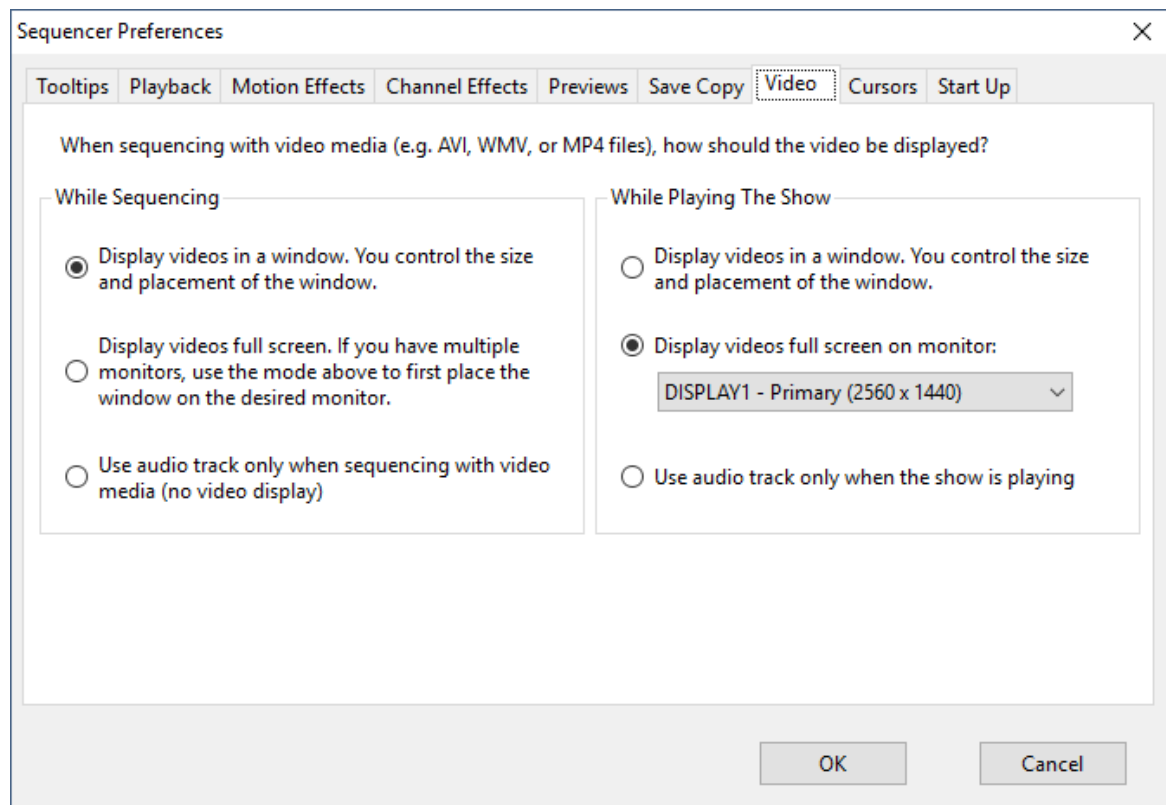 Sequencer Preferences
Tooltips Playback Motion Effects Channel Effects Previews Save Copy Video Cursors Start Up
When sequencing with video media (e.g. AVI, WMV, or MP4 files), how should the video be displayed?
While Sequencing
Display videos in a window. You control the size
and placement of the window.
Display videos full screen. If you have multiple
monitors, use the mode above to first place the
window on the desired monitor.
Use audio track only when sequencing with video
media (no video display)
While Playing The Show
Display videos in a window. You control the size
and placement of the window.
Display videos full screen on monitor:
DISPLAY1 - Primary (2560 x 1440)
Use audio track only when the show is playing
OK Cancel